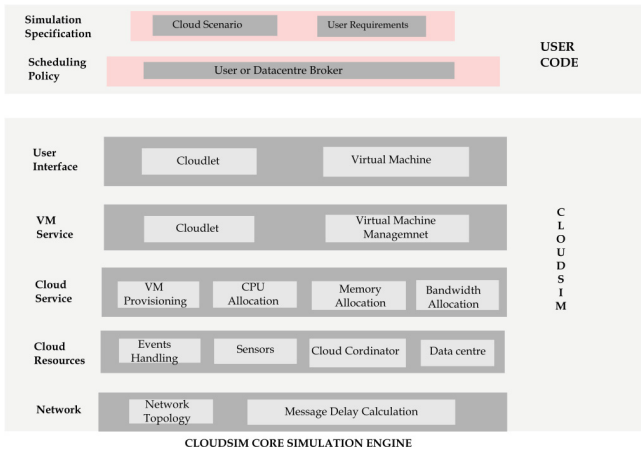 Simulation
Specification
Cloud Scenario
User Requirements
USER
CODE
Scheduling
Policy
User or Datacentre Broker
User
Interface
Cloudlet
Virtual Machine
VM
Service
Cloudlet
Virtual Machine
Managemnet
Cloud
Service
VM
Provisioning
CPU
Allocation
Memory
Allocation
Bandwidth
Allocation
Cloud
Resources
Events
Handling
Sensors
Cloud Cordinator
Data centre
Network
Network
Topology
Message Delay Calculation
C
L
O
U
D
S
I
M
CLOUDSIM CORE SIMULATION ENGINE